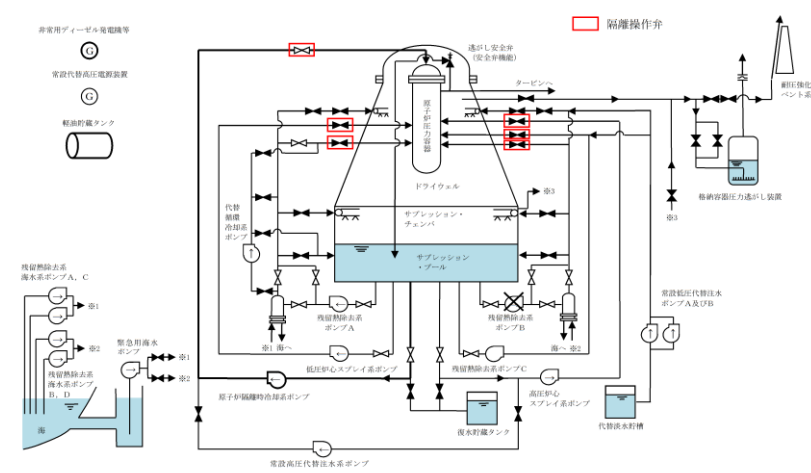 非常用ディーゼル発電機等
G
常設代替高圧電源装置
G
軽油貯蔵タンク
隔離操作弁
逃がし安全弁
(安全弁機能)
タービンへ
耐圧強化
ベント系
原子炉圧力容器
ドライウェル
格納容器圧力逃がし装置
※3
※3
代替
循環
冷却系
ポンプ
サプレッション・
チェンバ
サプレッション
・プール
残留熱除去系
海水系ポンプA、C
※1
※2
残留熱除去系
海水系ポンプ
B、D
緊急用海水
ポンプ
※1
※2
海
残留熱除去系
ポンプA
残留熱除去系
ポンプB
※1 海へ
海へ ※2
常設低圧代替注水
ポンプA及びB
低圧炉心スプレイ系ポンプ
残留熱除去系ポンプC
原子炉隔離時冷却系ポンプ
高圧炉心
スプレイ系ポンプ
復水貯蔵タンク
代替淡水貯槽
常設高圧代替注水系ポンプ